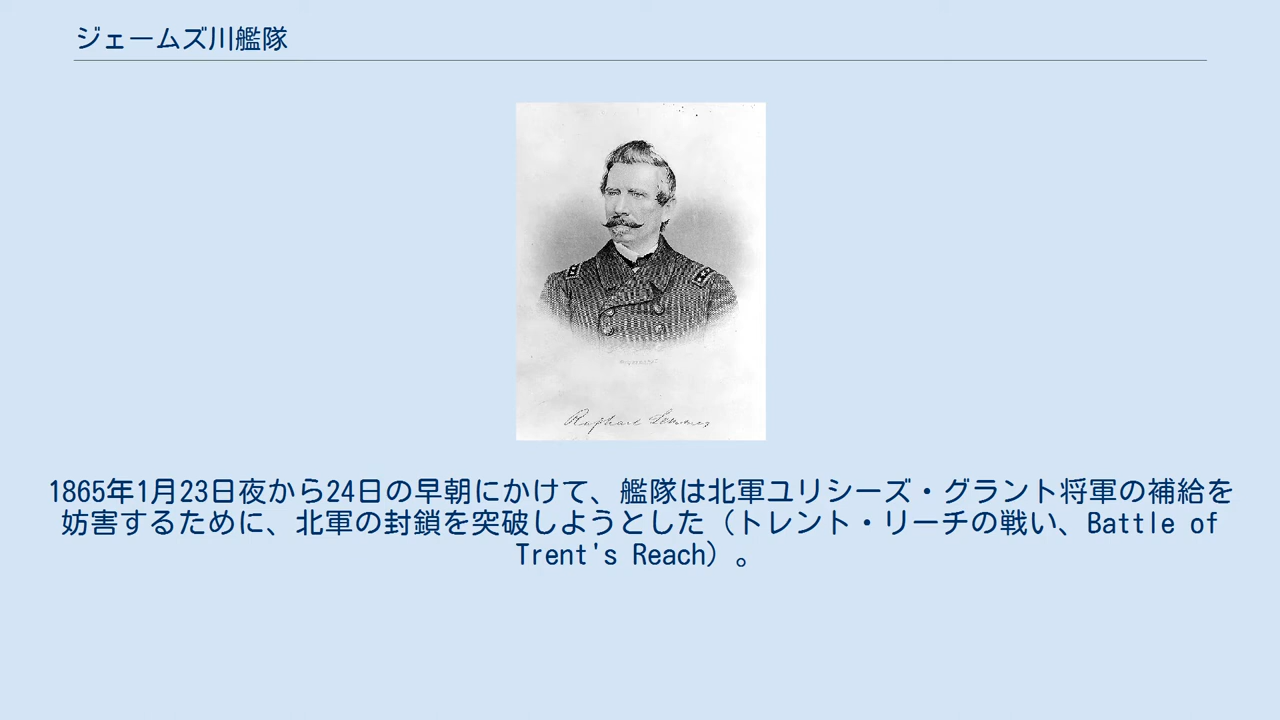 ジェームズ川艦隊
Raphael Semmes
1865年1月23日夜から24日の早朝にかけて、艦隊は北軍ユリシーズ・グラント将軍の補給を
妨害するために、北軍の封鎖を突破しようとした（トレント・リーチの戦い、Battle of
Trent's Reach）。